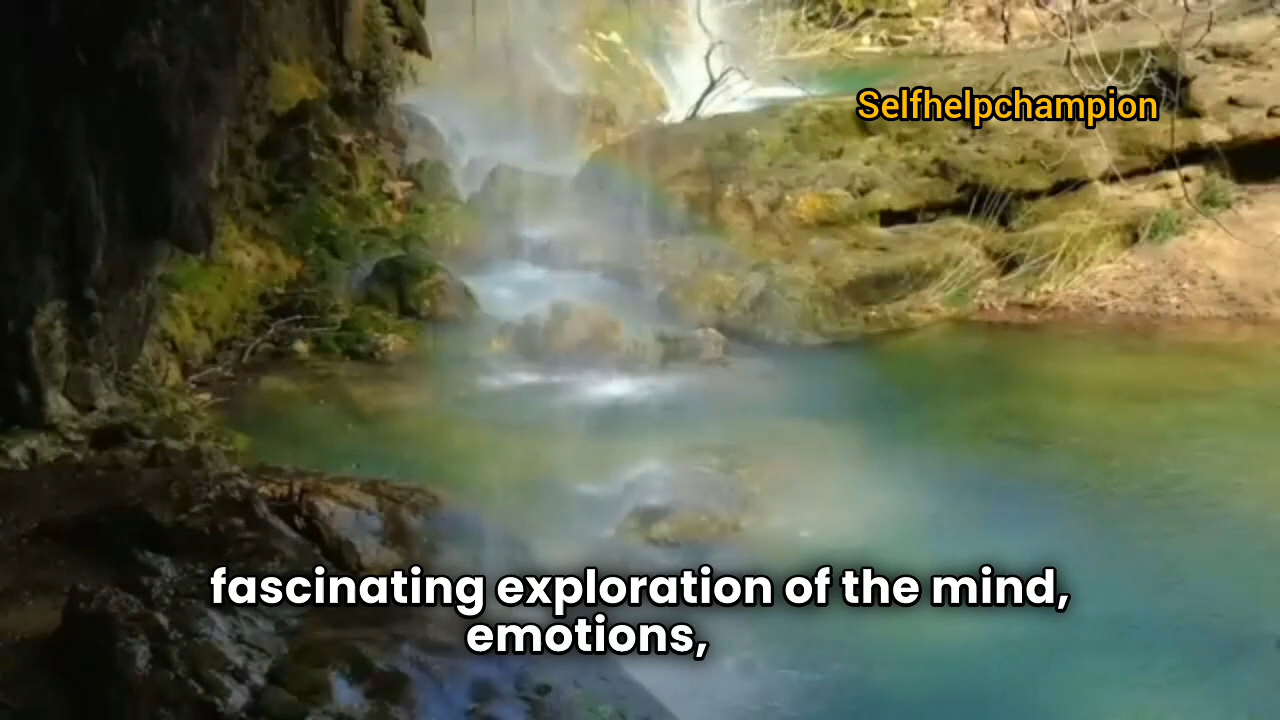 Selfhelpchampion
fascinating exploration of the mind,
emotions,